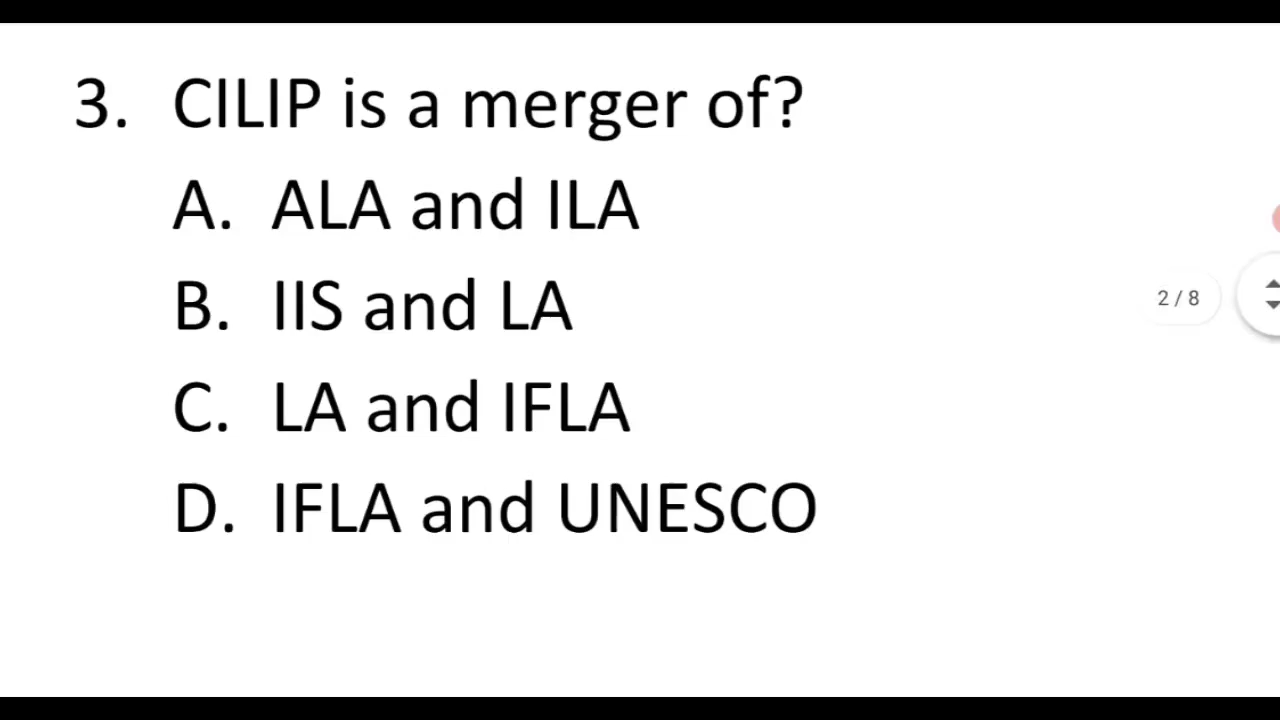 3. CILIP is a merger of?
A. ALA and ILA
B. IIS and LA
2 / 8
C. LA and IFLA
D. IFLA and UNESCO